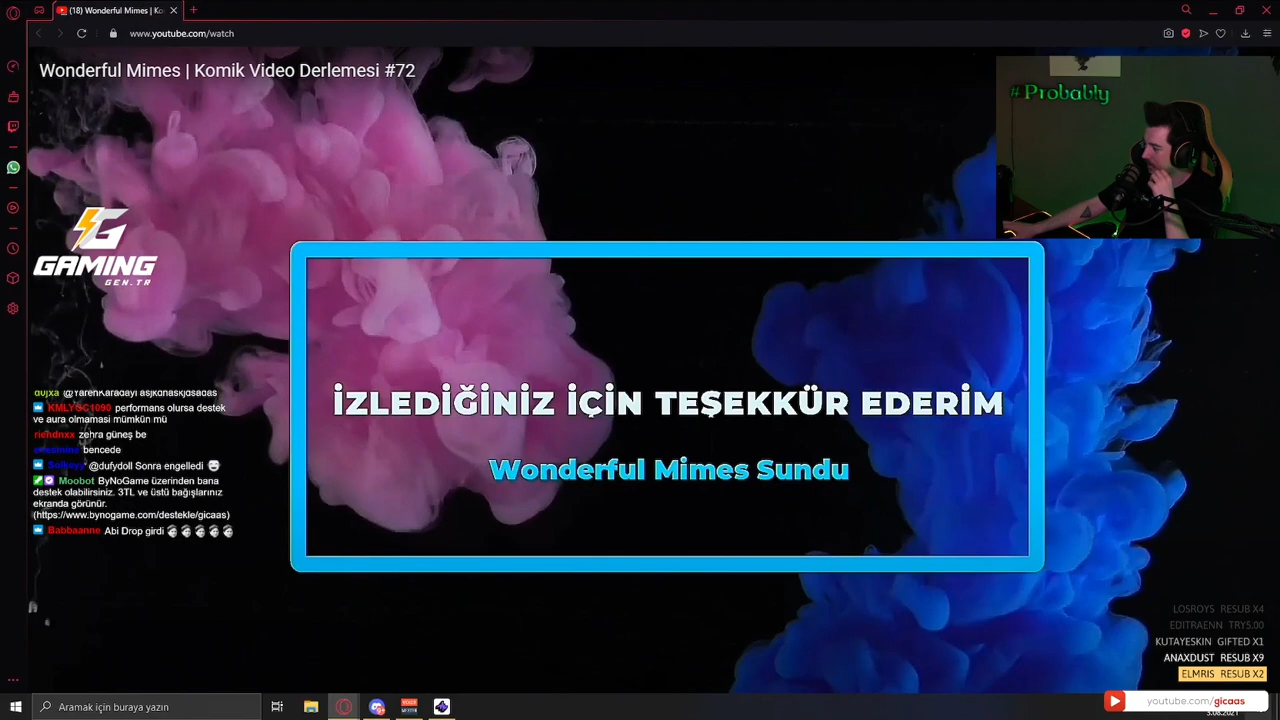 (18) Wonderful Mimes | Ko
www.youtube.com/watch
Wonderful Mimes | Komik Video Derlemesi #72
#Probably
G
GAMING
GEN.TR
İZLEDİĞİNİZ İÇİN TEŞEKKÜR EDERİM
Wonderful Mimes Sundu
KMLYGC1090 performans olursa destek
ve aura olmamasi mümkün mü
riendnxx zehra güneş be
bencede
@dufydoll Sonra engelledi
Moobot ByNoGame üzerinden bana
destek olabilirsiniz. 3TL ve üstü bağışlarınız
ekranda görünür.
(https://www.bynogame.com/destekle/gicaas)
Babbaanne Abi Drop girdi
LOSROYS RESUB X4
EDITRAENN TRY5.00
KUTAYESKIN GIFTED X1
ANAXDUST RESUB X9
ELMRIS RESUB X2
Aramak için buraya yazın
youtube.com/gicaas